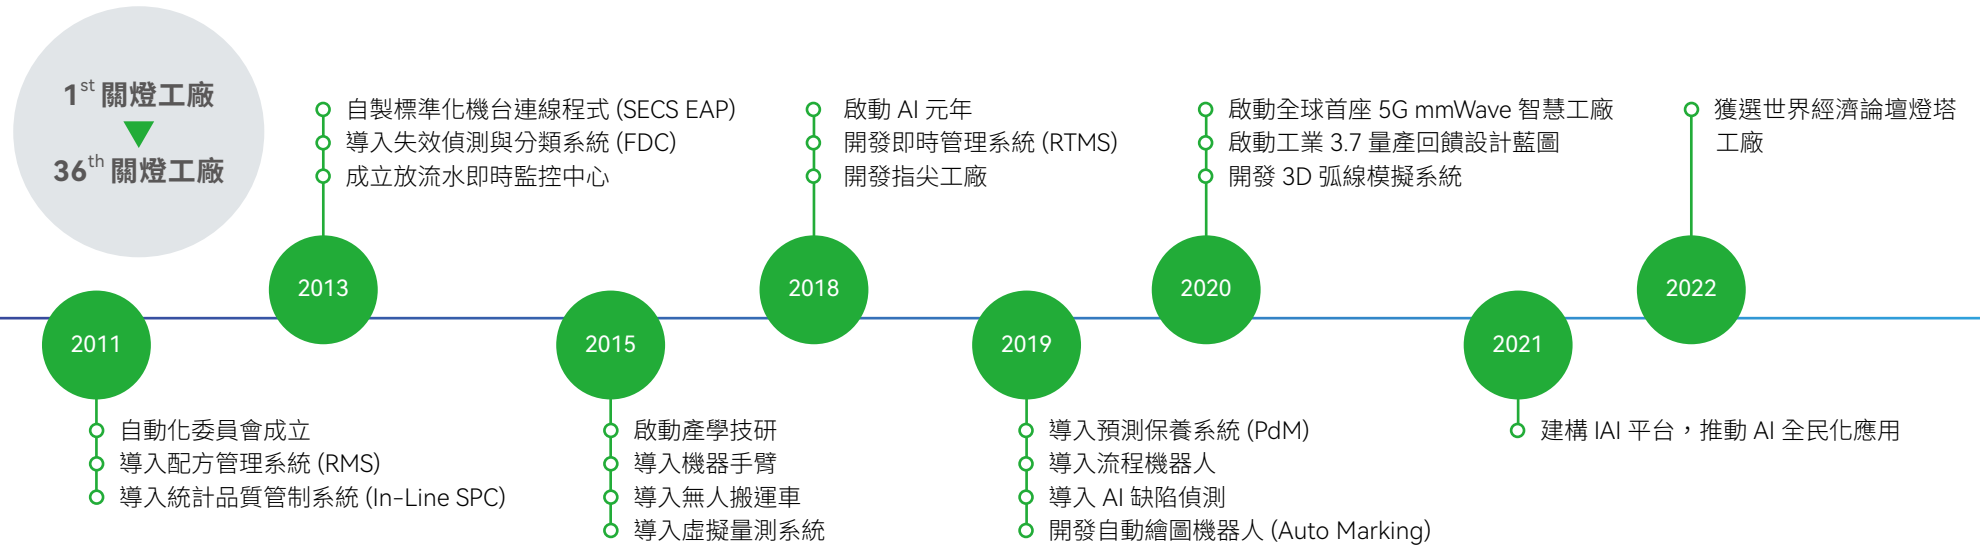 1st 關燈工廠
36th 關燈工廠
2011
自動化委員會成立
導入配方管理系統 (RMS)
導入統計品質管制系統 (In-Line SPC)
2013
自製標準化機台連線程式 (SECS EAP)
導入失效偵測與分類系統 (FDC)
成立放流水即時監控中心
2015
啟動產學技研
導入機器手臂
導入無人搬運車
導入虛擬量測系統
2018
啟動 AI 元年
開發即時管理系統 (RTMS)
開發指尖工廠
2019
導入預測保養系統 (PdM)
導入流程機器人
導入 AI 缺陷偵測
開發自動繪圖機器人 (Auto Marking)
2020
啟動全球首座 5G mmWave 智慧工廠
啟動工業 3.7 量產回饋設計藍圖
開發 3D 弧線模擬系統
2021
建構 IAI 平台，推動 AI 全民化應用
2022
獲選世界經濟論壇燈塔
工廠